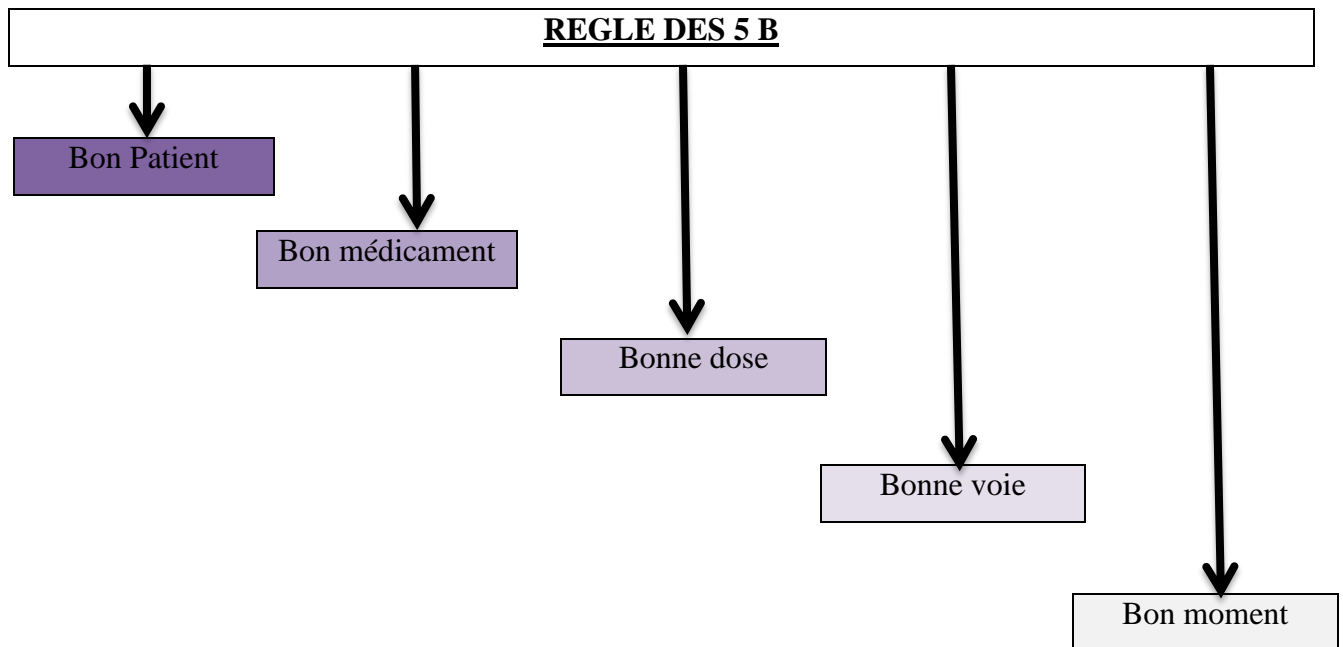 REGLE DES 5 B
Bon Patient
Bon médicament
Bonne dose
Bonne voie
Bon moment